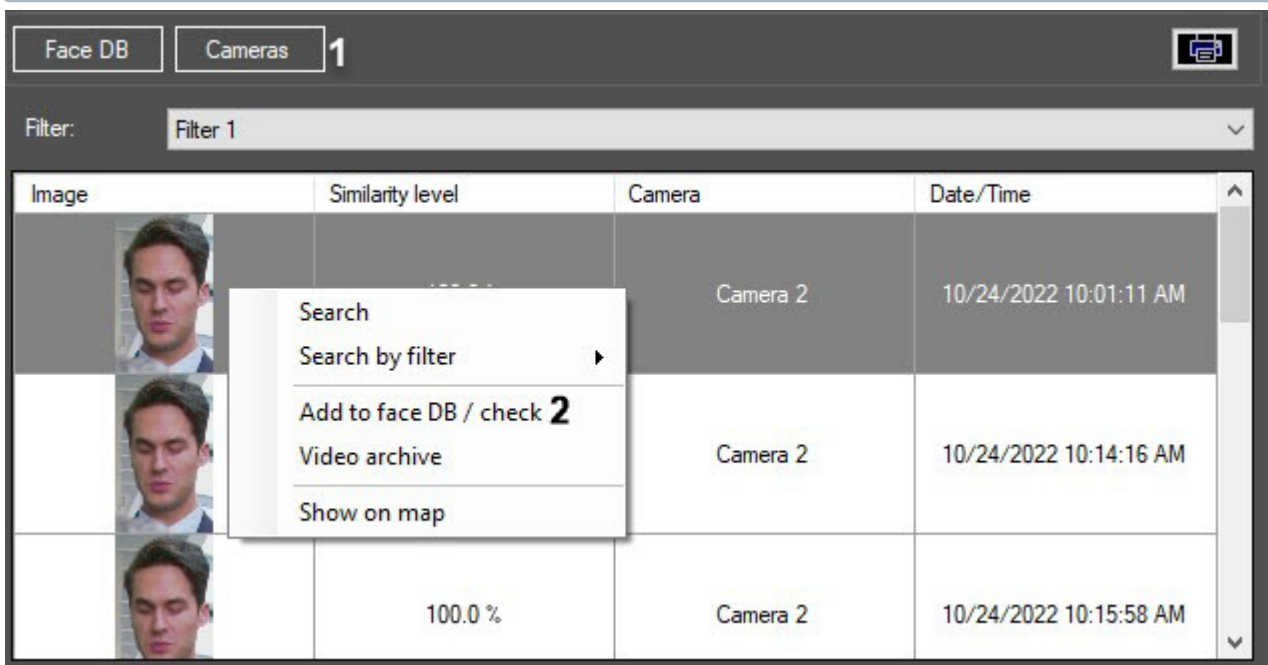 Face DB Cameras 1
Filter: Filter 1
Image Similarity level Camera Date/Time
Camera 2 10/24/2022 10:01:11 AM
Search
Search by filter
Add to face DB / check 2
Video archive
Show on map
Camera 2 10/24/2022 10:14:16 AM
100.0 % Camera 2 10/24/2022 10:15:58 AM